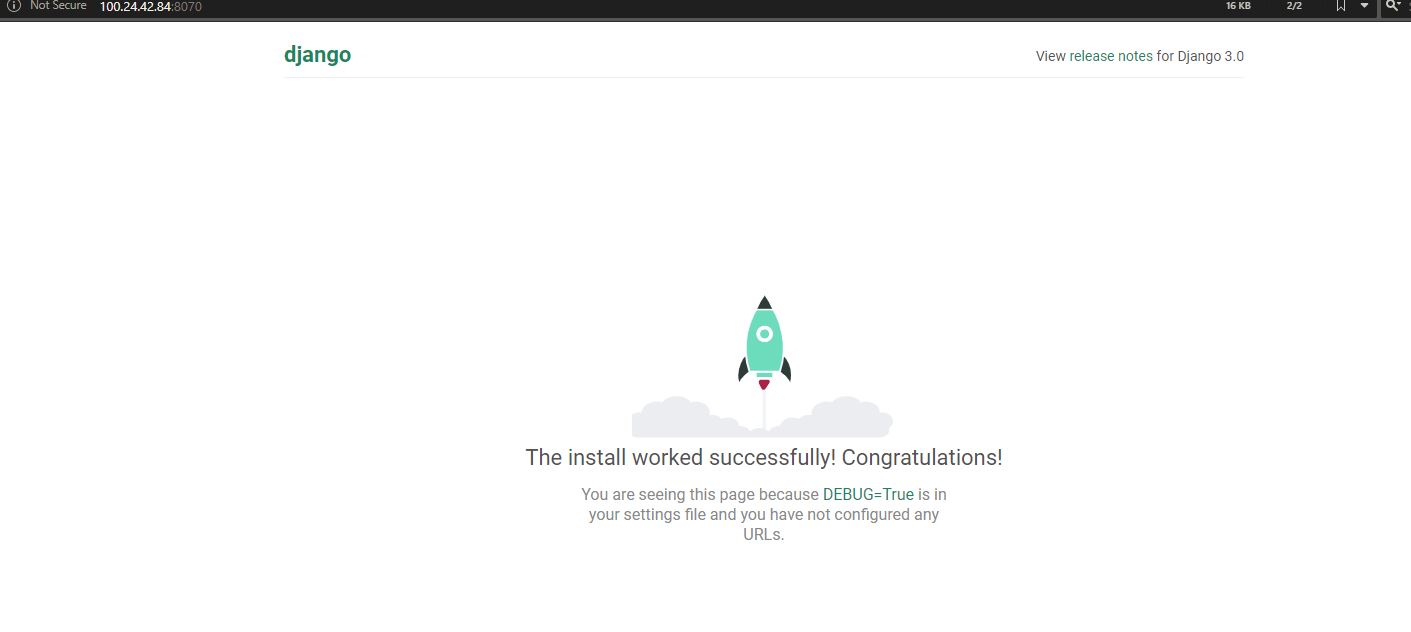 Not Secure 100.24.42.84:8070 16 KB 2/2
django
View release notes for Django 3.0
The install worked successfully! Congratulations!
You are seeing this page because DEBUG=True is in
your settings file and you have not configured any
URLs.